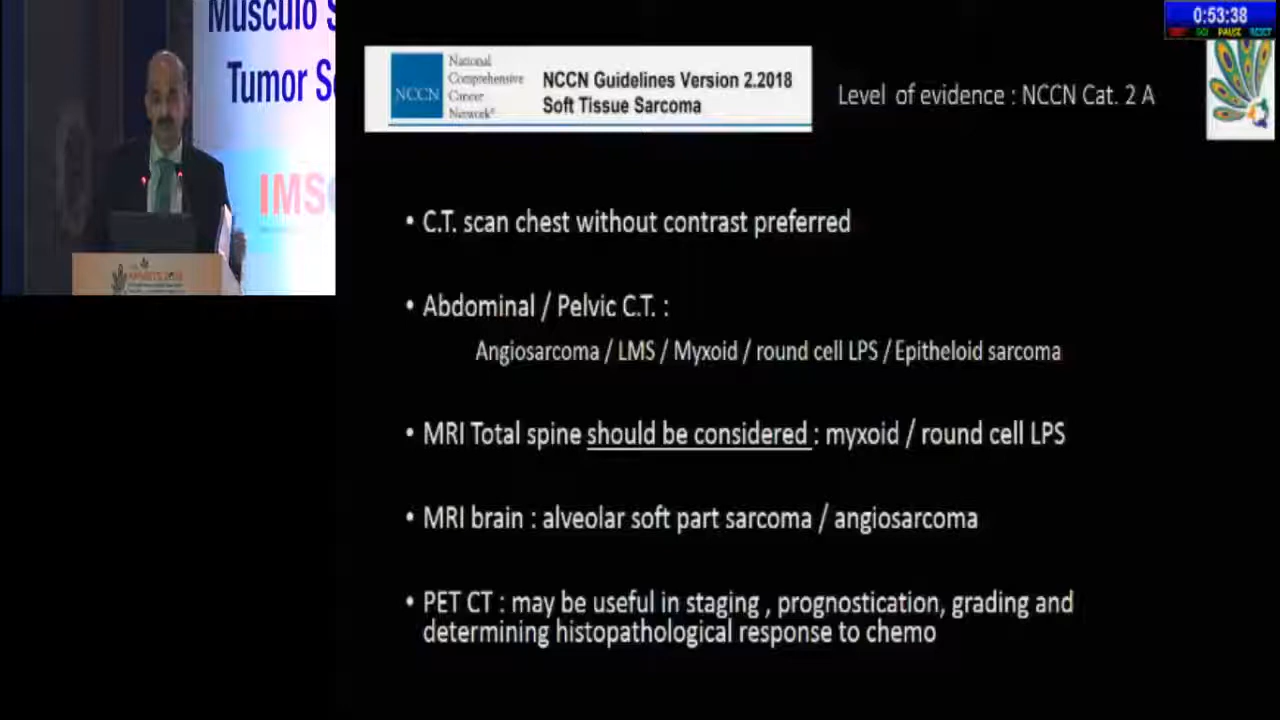 Musculo S
Tumor S
IMS
0:53:38
PAUSE
National
Comprehensive
NCCN Cancer
Network®
NCCN Guidelines Version 2.2018
Soft Tissue Sarcoma
Level of evidence : NCCN Cat. 2 A
• C.T. scan chest without contrast preferred
• Abdominal / Pelvic C.T. :
Angiosarcoma / LMS / Myxoid / round cell LPS / Epitheloid sarcoma
• MRI Total spine should be considered : myxoid / round cell LPS
• MRI brain : alveolar soft part sarcoma / angiosarcoma
• PET CT : may be useful in staging , prognostication, grading and
determining histopathological response to chemo